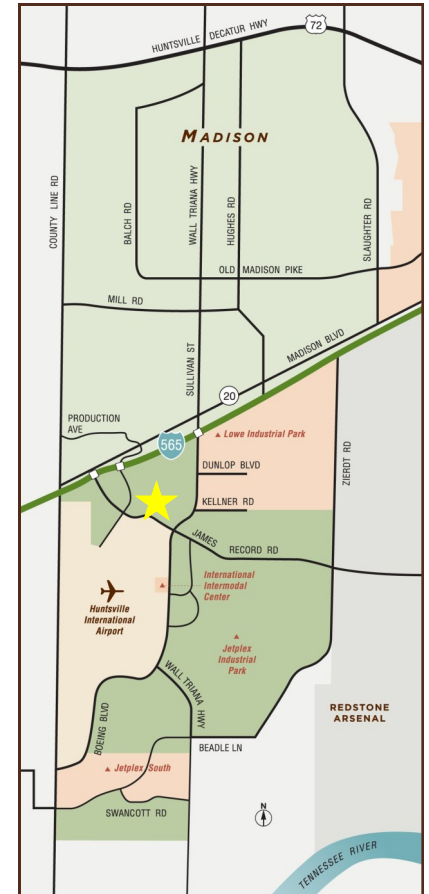 72
HUNTSVILLE DECATUR HWY
MADISON
COUNTY LINE RD
BALCH RD
WALL TRIANA HWY
HUGHES RD
SLAUGHTER RD
OLD MADISON PIKE
MILL RD
SULLIVAN ST
MADISON BLVD
20
PRODUCTION
AVE
565
Lowe Industrial Park
ZIERDT RD
DUNLOP BLVD
KELLNER RD
JAMES
RECORD RD
International
Intermodal
Center
Huntsville
International
Airport
Jetplex
Industrial
Park
WALL TRIANA
HWY
BOEING BLVD
REDSTONE
ARSENAL
BEADLE LN
Jetplex South
SWANCOTT RD
N
TENNESSEE RIVER